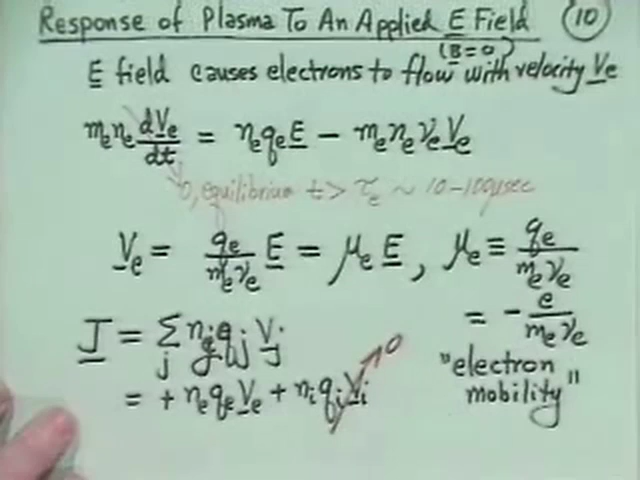 Response of Plasma To An Applied E Field 10
(B=0)
E field causes electrons to flow with velocity Ve
mene dVe/dt = neqeE - meneνeVe
0, equilibrium t > τe ~ 10-100μsec
Ve = qe/meνe E = μeE, μe ≡ qe/meνe
= - e/meνe
J = Σj njqjVj
"electron mobility"
= + neqeVe + niqiVi → 0